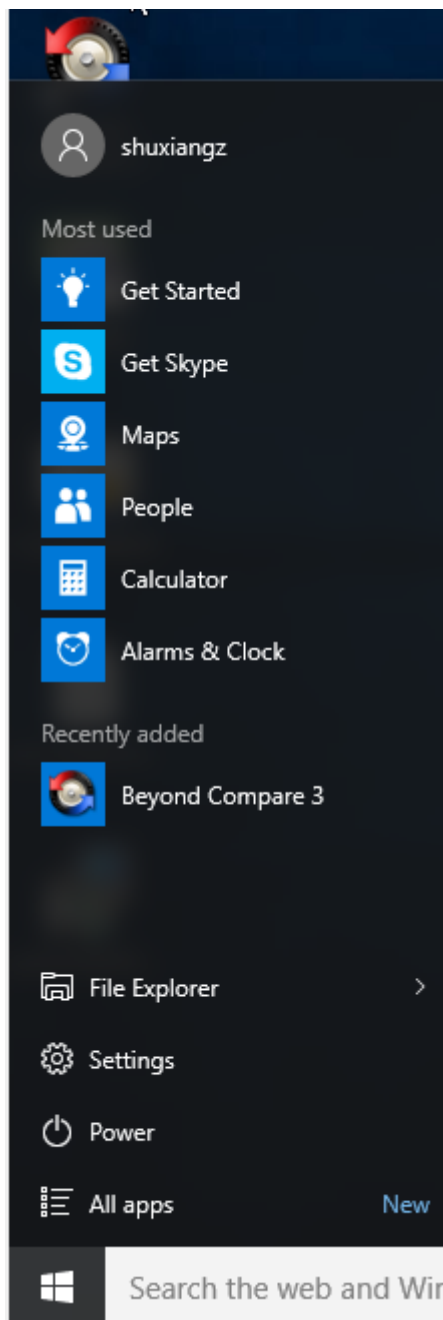 shuxiangz
Most used
Get Started
Get Skype
Maps
People
Calculator
Alarms & Clock
Recently added
Beyond Compare 3
File Explorer
Settings
Power
All apps New
Search the web and Win